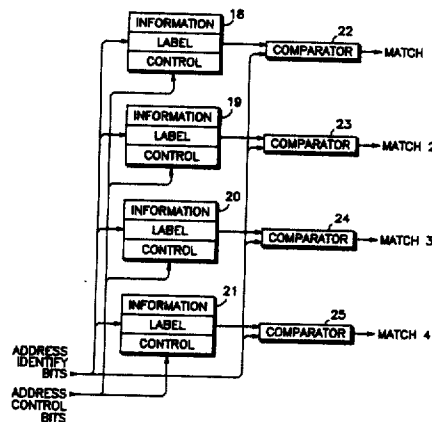 18
INFORMATION
LABEL
CONTROL
22
COMPARATOR
MATCH
19
INFORMATION
LABEL
CONTROL
23
COMPARATOR
MATCH 2
20
INFORMATION
LABEL
CONTROL
24
COMPARATOR
MATCH 3
21
INFORMATION
LABEL
CONTROL
25
COMPARATOR
MATCH 4
ADDRESS
IDENTIFY
BITS
ADDRESS
CONTROL
BITS